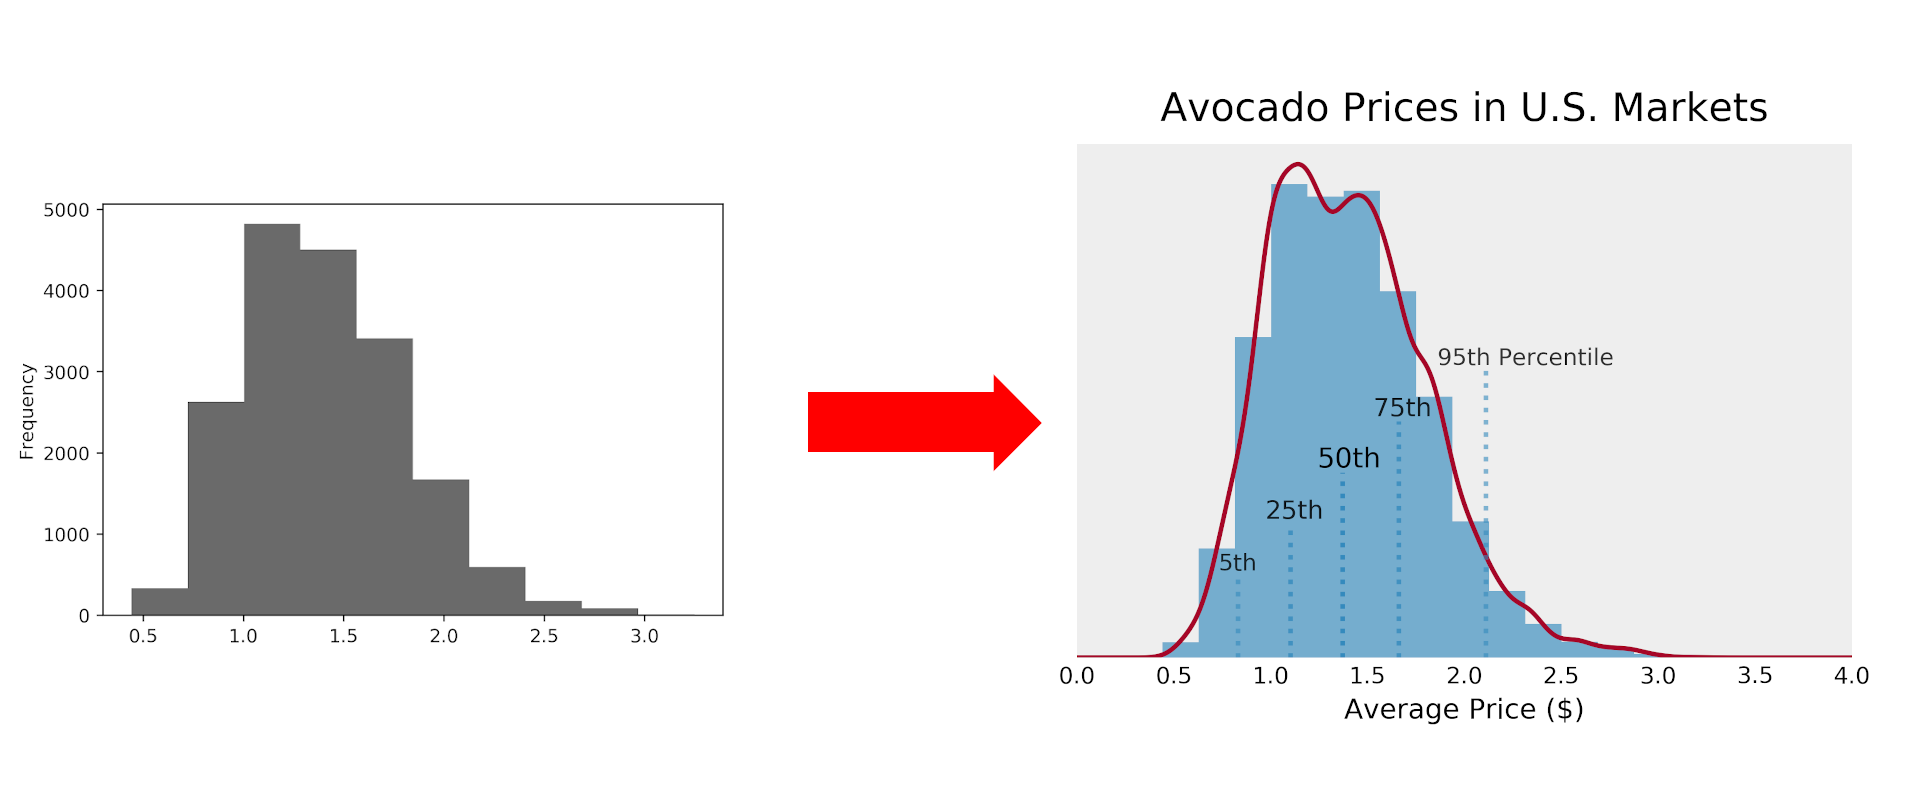 5000
4000
3000
2000
1000
0
Frequency
0.5 1.0 1.5 2.0 2.5 3.0
Avocado Prices in U.S. Markets
95th Percentile
75th
50th
25th
5th
0.0 0.5 1.0 1.5 2.0 2.5 3.0 3.5 4.0
Average Price ($)